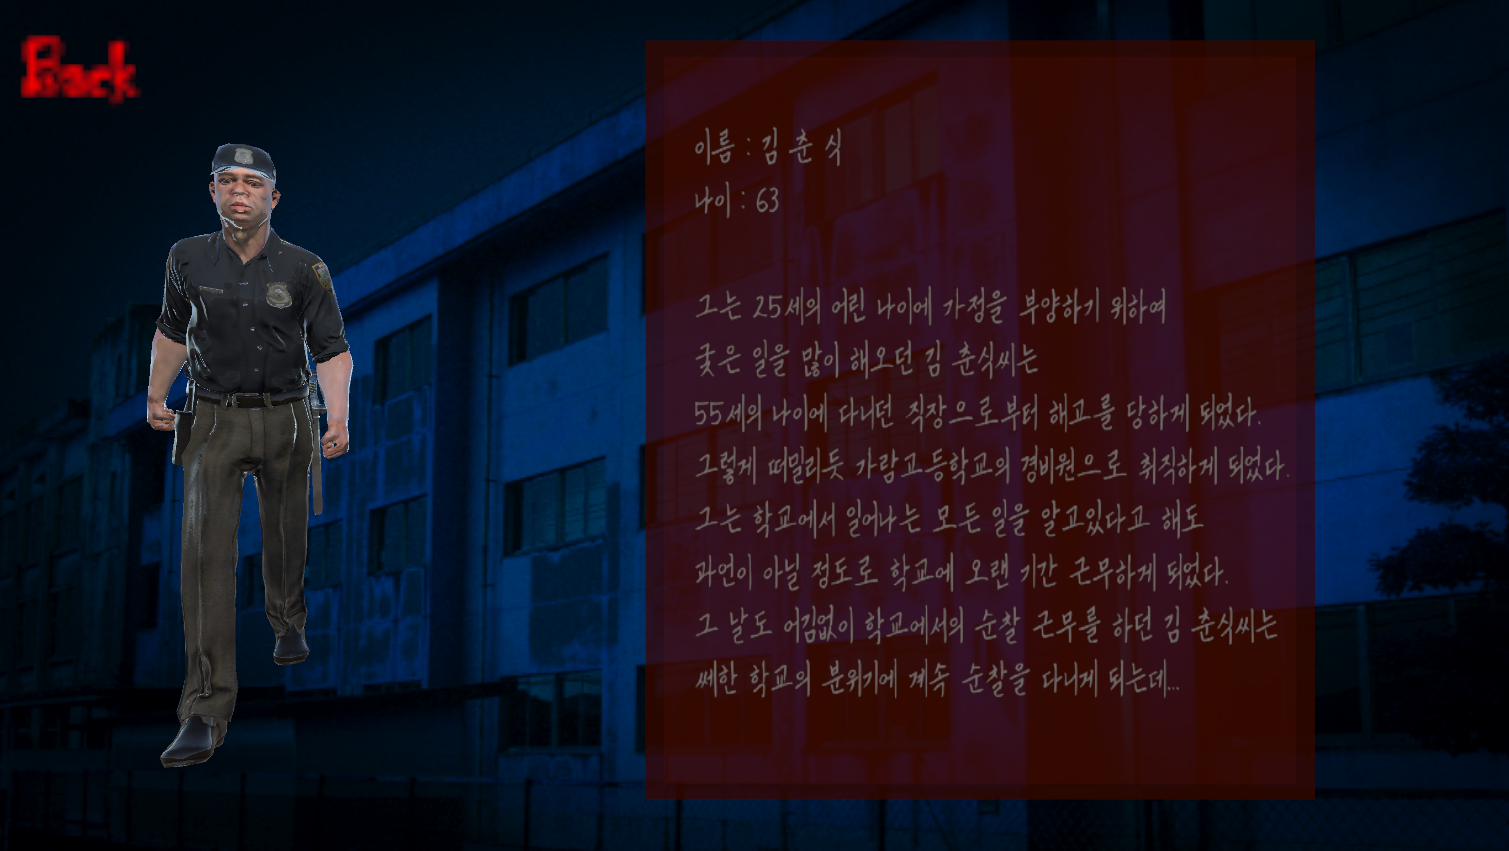 Back
이름 : 김 춘 식
나이 : 63
그는 25세의 어린 나이에 가정을 부양하기 위하여
궂은 일을 많이 해오던 김 춘식씨는
55세의 나이에 다니던 직장으로부터 해고를 당하게 되었다.
그렇게 떠밀리듯 가람고등학교의 경비원으로 취직하게 되었다.
그는 학교에서 일어나는 모든 일을 알고있다고 해도
과언이 아닐 정도로 학교에 오랜 기간 근무하게 되었다.
그 날도 어김없이 학교에서의 순찰 근무를 하던 김 춘식씨는
쎄한 학교의 분위기에 계속 순찰을 다니게 되는데...